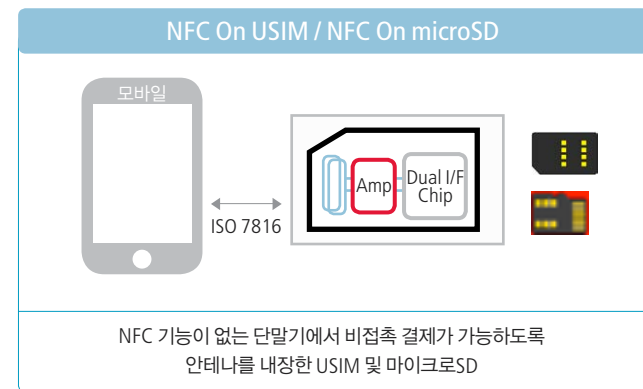 NFC On USIM / NFC On microSD
모바일
Amp
Dual I/F
Chip
ISO 7816
NFC 기능이 없는 단말기에서 비접촉 결제가 가능하도록
안테나를 내장한 USIM 및 마이크로SD